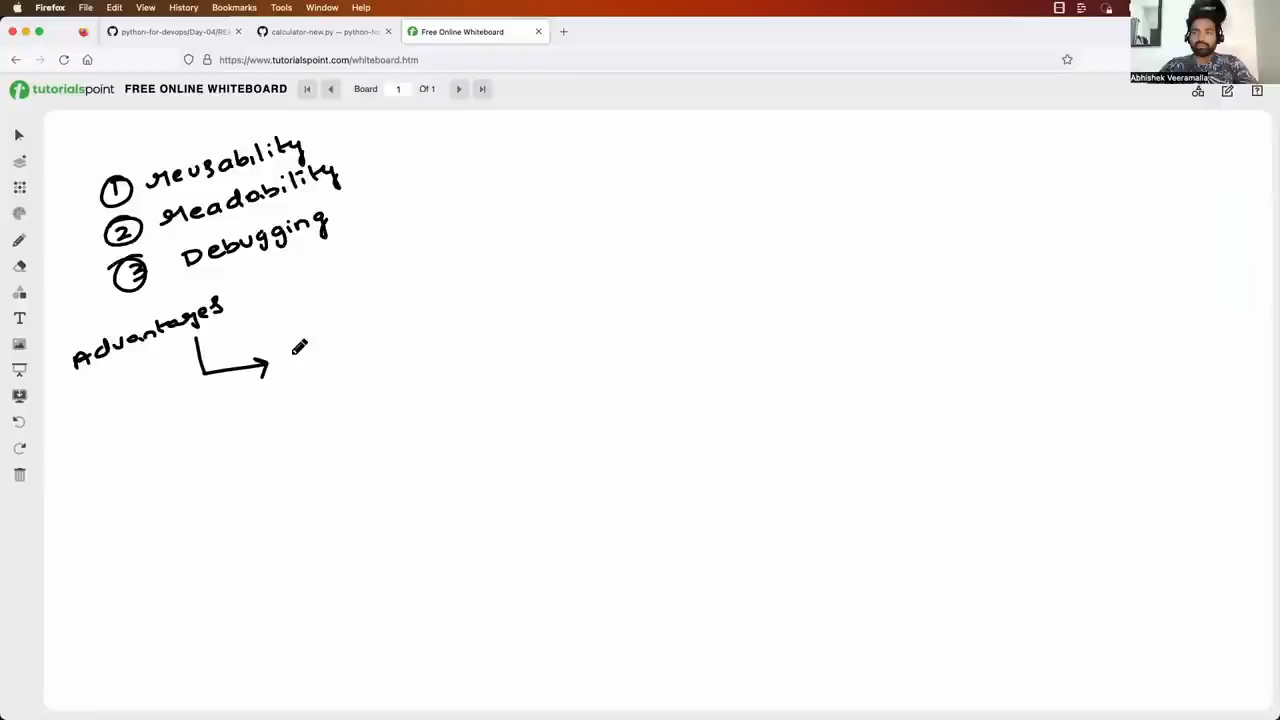 Firefox File Edit View History Bookmarks Tools Window Help
python-for-devops/Day-04/REA
calculator-new.py — python-for
Free Online Whiteboard
https://www.tutorialspoint.com/whiteboard.htm
Abhishek Veeramalla
tutorialspoint FREE ONLINE WHITEBOARD Board 1 Of 1
① reusability
② readability
③ Debugging
Advantages